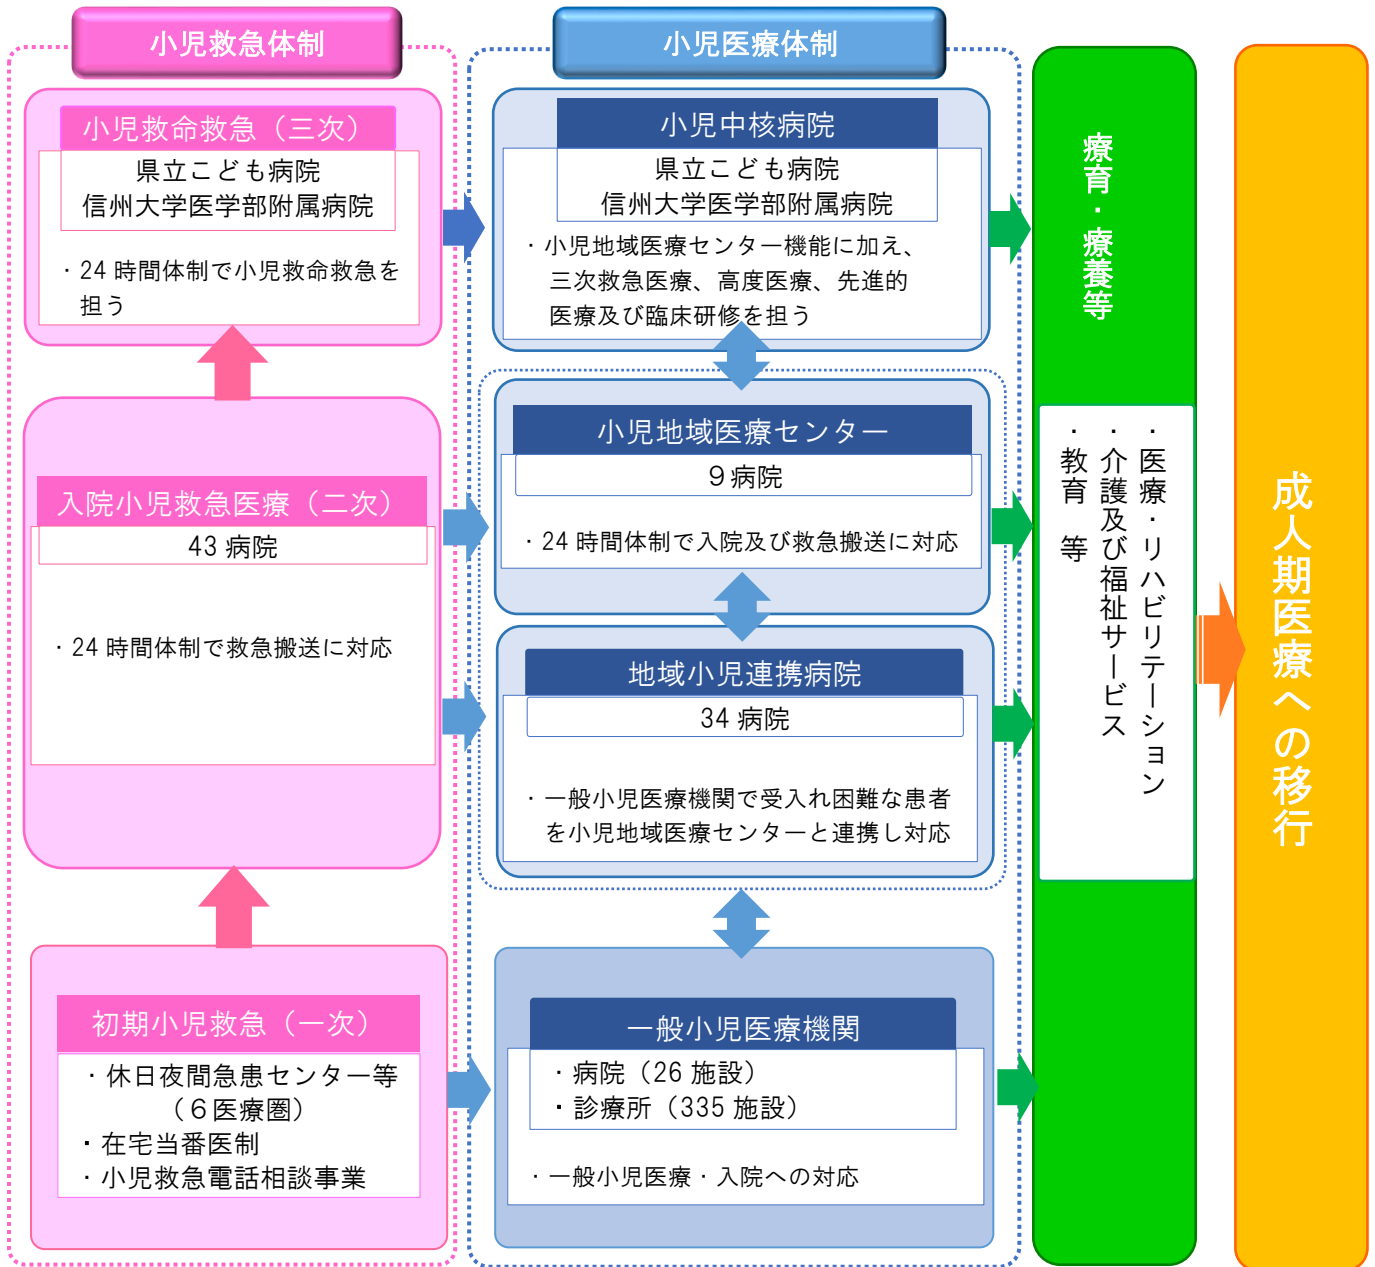 小児救急体制
小児救命救急（三次）
県立こども病院
信州大学医学部附属病院
・24 時間体制で小児救命救急を
担う
入院小児救急医療（二次）
43 病院
・24 時間体制で救急搬送に対応
初期小児救急（一次）
・休日夜間急患センター等
（６医療圏）
・在宅当番医制
・小児救急電話相談事業
小児医療体制
小児中核病院
県立こども病院
信州大学医学部附属病院
・小児地域医療センター機能に加え、
三次救急医療、高度医療、先進的
医療及び臨床研修を担う
小児地域医療センター
９病院
・24 時間体制で入院及び救急搬送に対応
地域小児連携病院
34 病院
・一般小児医療機関で受入れ困難な患者
を小児地域医療センターと連携し対応
一般小児医療機関
・病院（26 施設）
・診療所（335 施設）
・一般小児医療・入院への対応
療育・療養等
・医療・リハビリテーション
・介護及び福祉サービス
・教育　等
成人期医療への移行